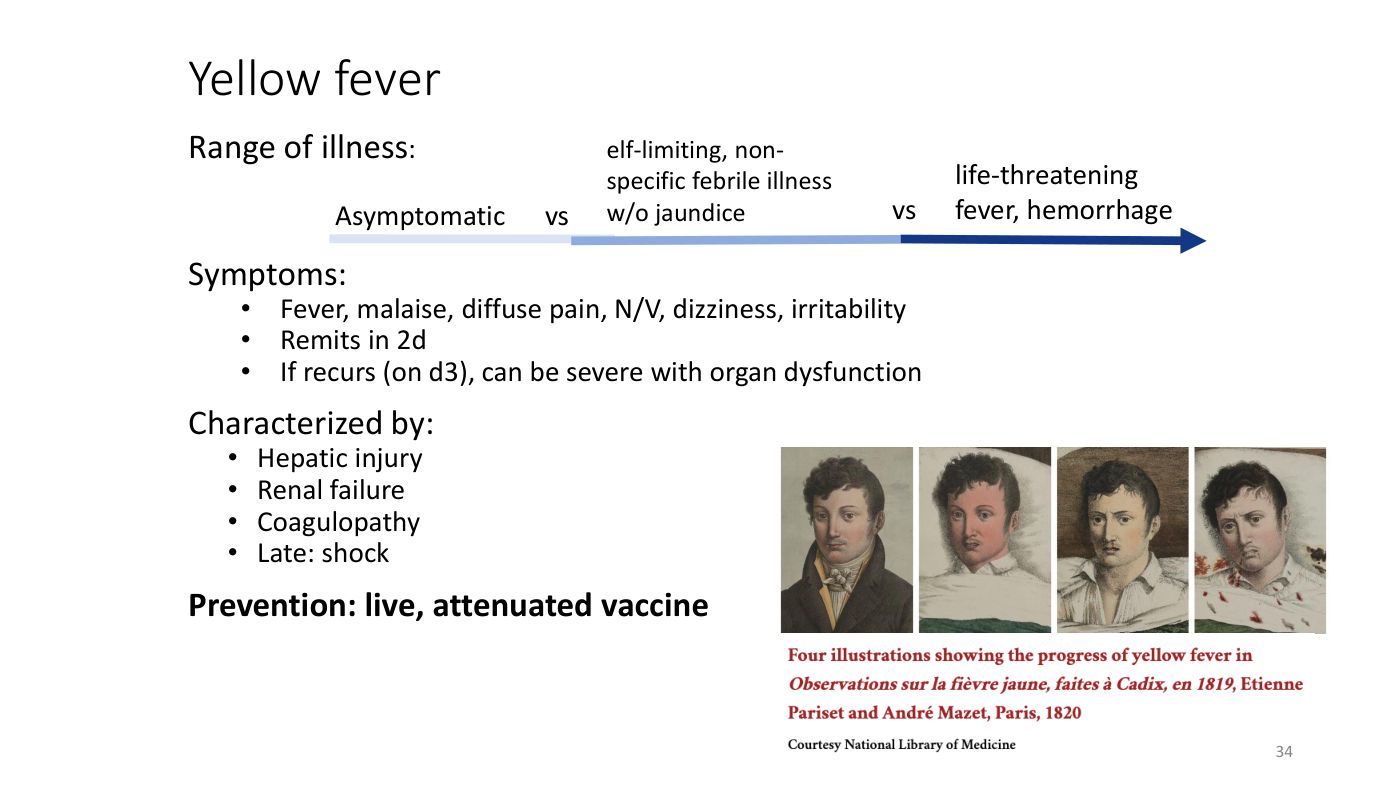 Yellow fever
Range of illness:
elf-limiting, non-
specific febrile illness
w/o jaundice
life-threatening
fever, hemorrhage
Asymptomatic vs
vs
Symptoms:
• Fever, malaise, diffuse pain, N/V, dizziness, irritability
• Remits in 2d
• If recurs (on d3), can be severe with organ dysfunction
Characterized by:
• Hepatic injury
• Renal failure
• Coagulopathy
• Late: shock
Prevention: live, attenuated vaccine
Four illustrations showing the progress of yellow fever in
Observations sur la fièvre jaune, faites à Cadix, en 1819, Etienne
Pariset and André Mazet, Paris, 1820
Courtesy National Library of Medicine
34